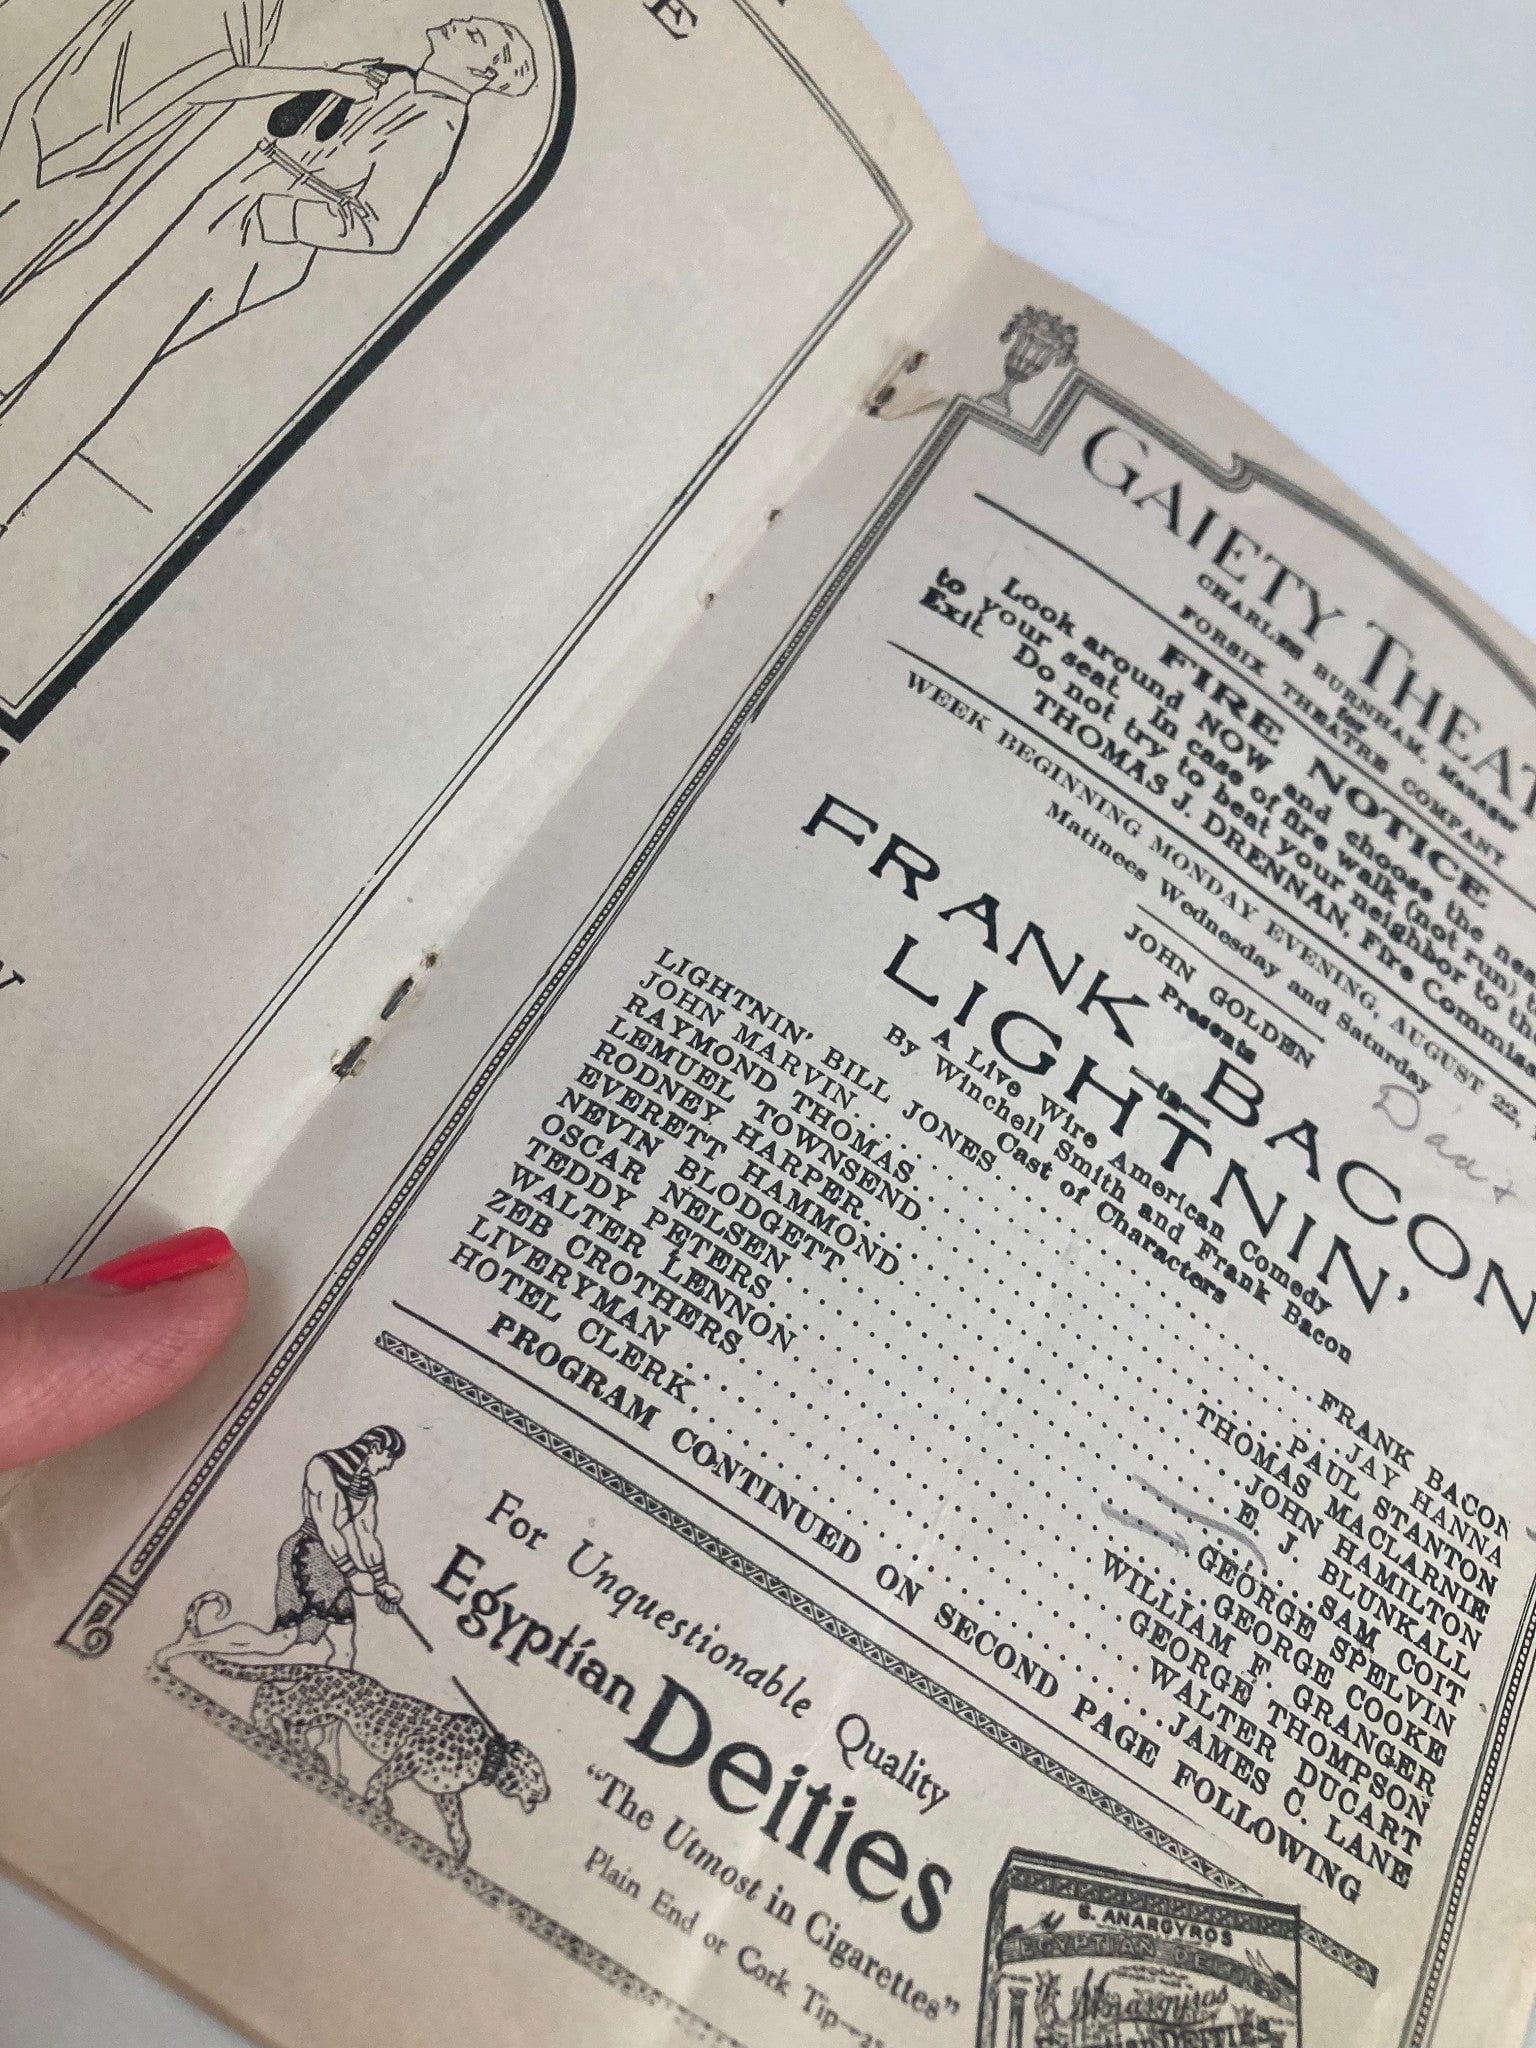 E
GAIETY THEAT
CHARLES BURNHAM, Manager
for
FORSIX THEATRE COMPANY
FIRE NOTICE
Look around NOW and choose the nea
to your seat. In case of fire walk (not run) t
Exit. Do not try to beat your neighbor to the
THOMAS J. DRENNAN, Fire Commiss
WEEK BEGINNING MONDAY EVENING, AUGUST 22,
Matinees Wednesday and Saturday
JOHN GOLDEN
Presents
FRANK BACON
—in—
LIGHTNIN'
A Live Wire American Comedy
By Winchell Smith and Frank Bacon
Cast of Characters
LIGHTNIN' BILL JONES FRANK BACON
JOHN MARVIN JAY HANNA
RAYMOND THOMAS PAUL STANTON
LEMUEL TOWNSEND THOMAS MACLARNIE
RODNEY HARPER JOHN HAMILTON
EVERETT HAMMOND E. J. BLUNKALL
NEVIN BLODGETT SAM COIT
OSCAR NELSEN GEORGE SPELVIN
TEDDY PETERS GEORGE COOKE
WALTER LENNON WILLIAM F. GRANGER
ZEB CROTHERS GEORGE THOMPSON
LIVERYMAN WALTER DUCART
HOTEL CLERK JAMES C. LANE
PROGRAM CONTINUED ON SECOND PAGE FOLLOWING
For Unquestionable Quality
Egyptian Deities
"The Utmost in Cigarettes"
Plain End or Cork Tip—
S. ANARGYROS
EGYPTIAN DEITIES
Anargyros
Egyptian DEITIES